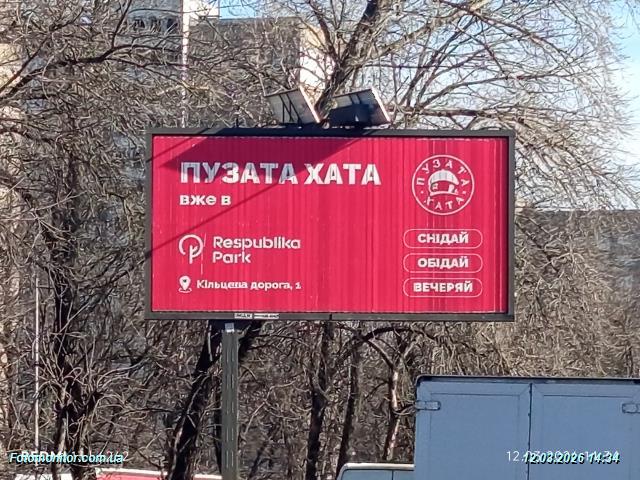 ПУЗАТА ХАТА
вже в
Respublika
Park
Кільцева дорога, 1
ПУЗАТА
ХАТА
СНІДАЙ
ОБІДАЙ
ВЕЧЕРЯЙ
Fotomonitor.com.ua
12.03.2026 14:34